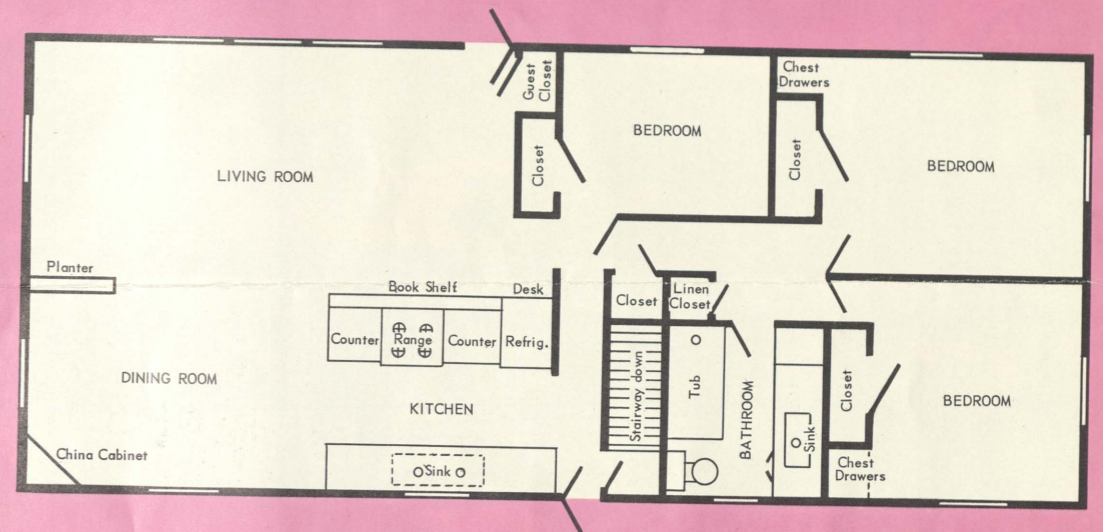 Guest
Closet
Chest
Drawers
BEDROOM
Closet
Closet
BEDROOM
LIVING ROOM
Planter
Book Shelf
Desk
Closet
Linen
Closet
Counter
Range
Counter
Refrig.
Stairway down
Tub
DINING ROOM
KITCHEN
BATHROOM
Closet
BEDROOM
Sink
China Cabinet
Sink
Chest
Drawers